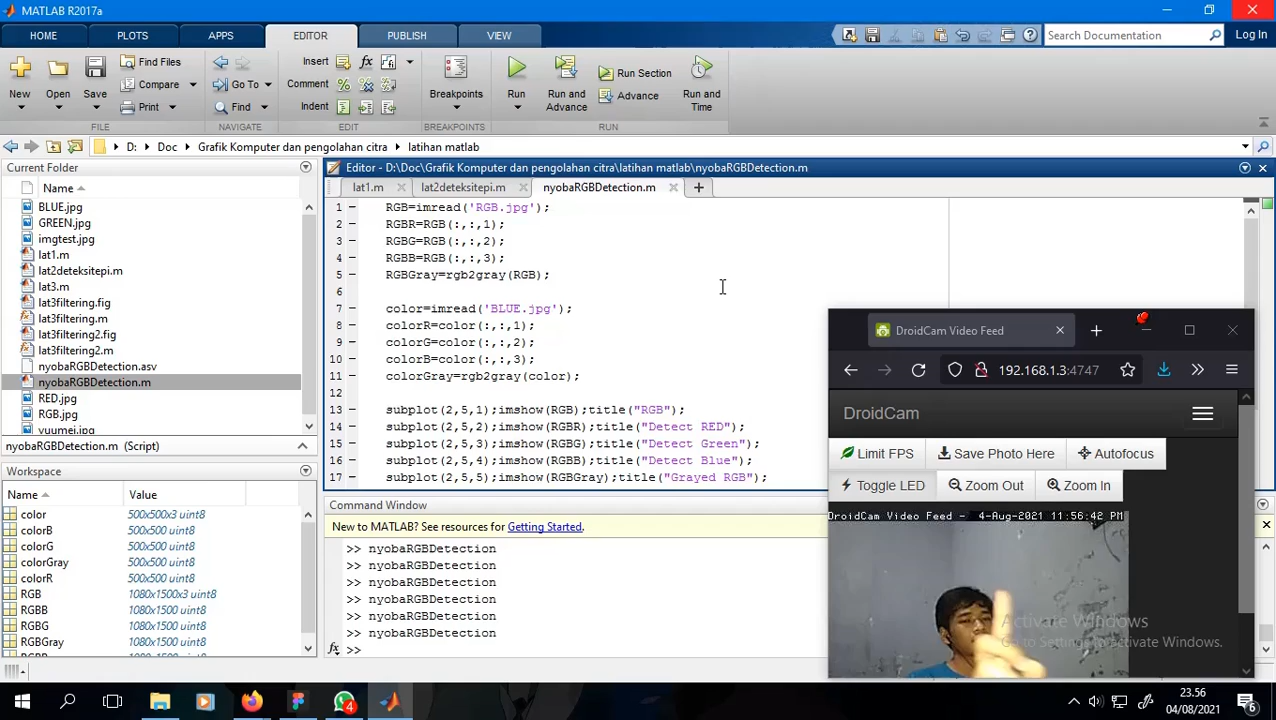 MATLAB R2017a
HOME PLOTS APPS EDITOR PUBLISH VIEW Search Documentation Log In
Insert fx
New Open Save Find Files Compare Print
Go To Find
Comment Indent
Breakpoints Run Run and Advance Run Section Advance Run and Time
FILE NAVIGATE EDIT BREAKPOINTS RUN
D: Doc Grafik Komputer dan pengolahan citra latihan matlab
Current Folder
Name
BLUE.jpg
GREEN.jpg
imgtest.jpg
lat1.m
lat2deteksitepi.m
lat3.m
lat3filtering.fig
lat3filtering.m
lat3filtering2.fig
lat3filtering2.m
nyobaRGBDetection.asv
nyobaRGBDetection.m
RED.jpg
RGB.jpg
yuumei.jpg
nyobaRGBDetection.m (Script)
Workspace
Name Value
color 500x500x3 uint8
colorB 500x500 uint8
colorG 500x500 uint8
colorGray 500x500 uint8
colorR 500x500 uint8
RGB 1080x1500x3 uint8
RGBB 1080x1500 uint8
RGBG 1080x1500 uint8
RGBGray 1080x1500 uint8
Editor - D:\Doc\Grafik Komputer dan pengolahan citra\latihan matlab\nyobaRGBDetection.m
lat1.m lat2deteksitepi.m nyobaRGBDetection.m
1 RGB=imread('RGB.jpg');
2 RGBR=RGB(:,:,1);
3 RGBG=RGB(:,:,2);
4 RGBB=RGB(:,:,3);
5 RGBGray=rgb2gray(RGB);
6
7 color=imread('BLUE.jpg');
8 colorR=color(:,:,1);
9 colorG=color(:,:,2);
10 colorB=color(:,:,3);
11 colorGray=rgb2gray(color);
12
13 subplot(2,5,1);imshow(RGB);title("RGB");
14 subplot(2,5,2);imshow(RGBR);title("Detect RED");
15 subplot(2,5,3);imshow(RGBG);title("Detect Green");
16 subplot(2,5,4);imshow(RGBB);title("Detect Blue");
17 subplot(2,5,5);imshow(RGBGray);title("Grayed RGB");
Command Window
New to MATLAB? See resources for Getting Started.
>> nyobaRGBDetection
>> nyobaRGBDetection
>> nyobaRGBDetection
>> nyobaRGBDetection
>> nyobaRGBDetection
>> nyobaRGBDetection
fx >>
DroidCam Video Feed
192.168.1.3:4747
DroidCam
Limit FPS Save Photo Here Autofocus
Toggle LED Zoom Out Zoom In
DroidCam Video Feed - 4-Aug-2021 11:56:42 PM
Activate Windows
Go to Settings to activate Windows.
4
23.56
04/08/2021
6